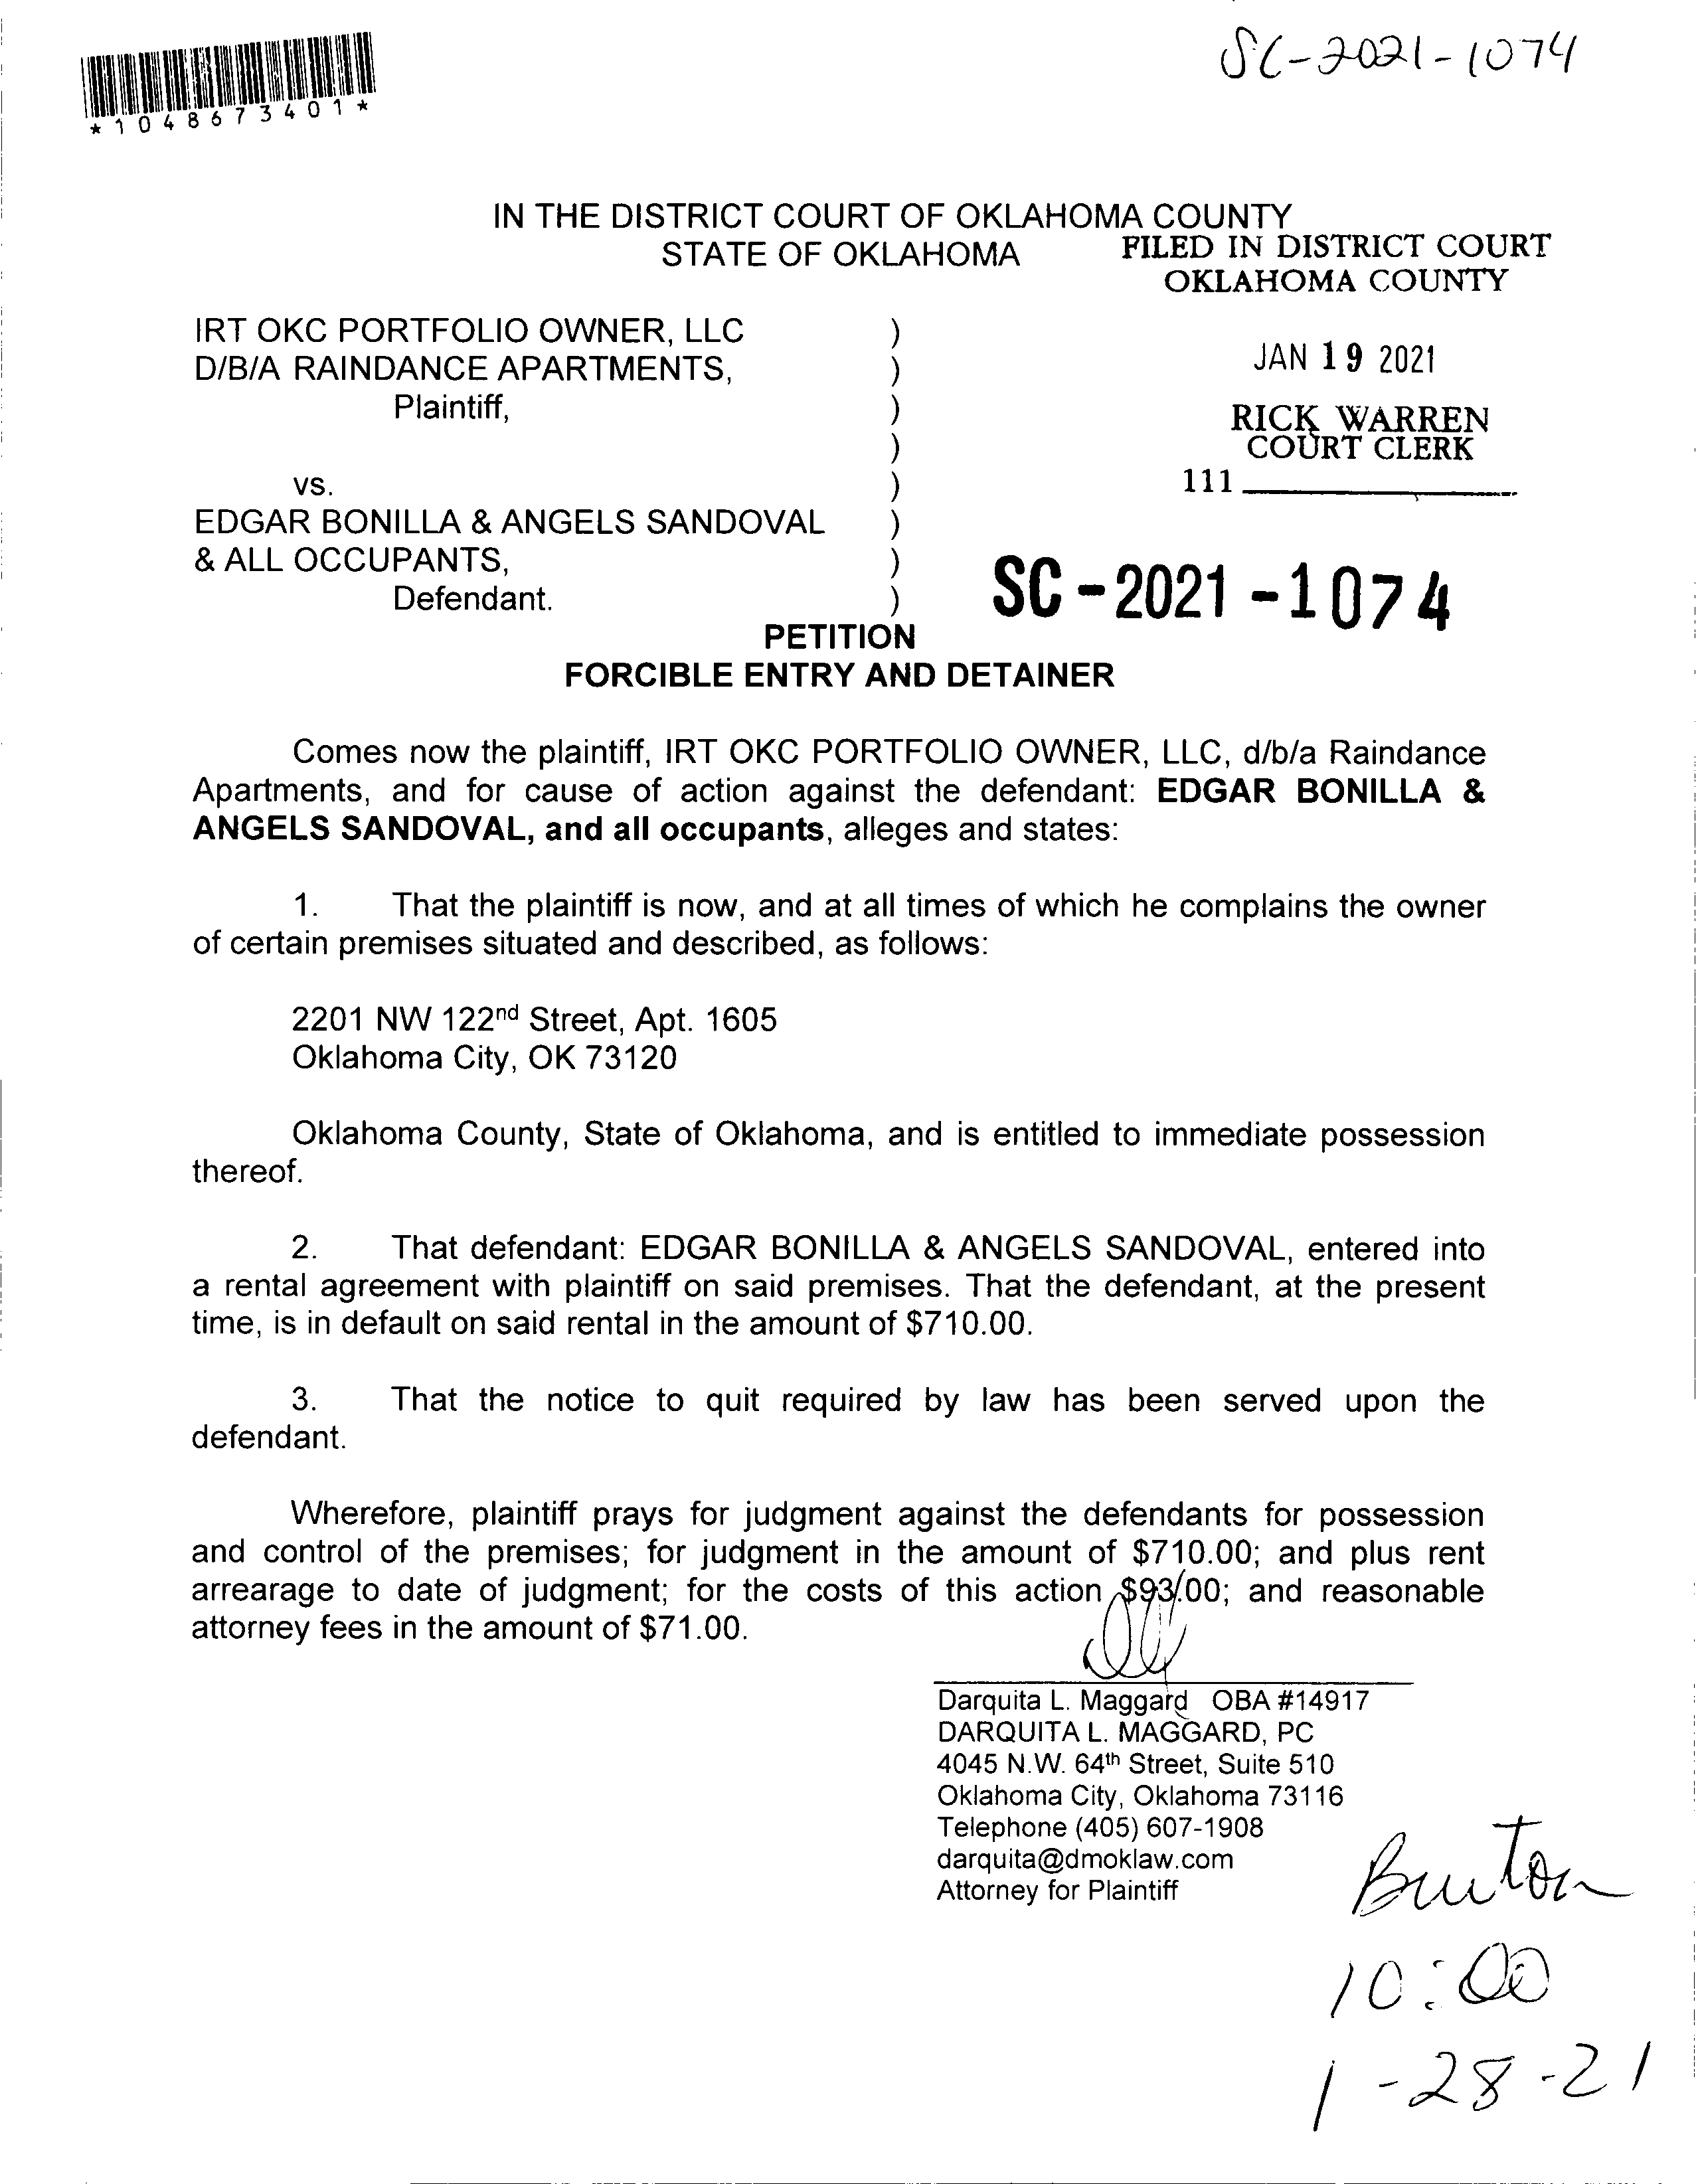 SC-2021-1074
*1048673401*
IN THE DISTRICT COURT OF OKLAHOMA COUNTY
STATE OF OKLAHOMA
FILED IN DISTRICT COURT
OKLAHOMA COUNTY
IRT OKC PORTFOLIO OWNER, LLC )
D/B/A RAINDANCE APARTMENTS, )
JAN 19 2021
Plaintiff, )
RICK WARREN
COURT CLERK
)
vs. )
111
EDGAR BONILLA & ANGELS SANDOVAL )
& ALL OCCUPANTS, )
Defendant. )
SC-2021-1074
PETITION
FORCIBLE ENTRY AND DETAINER
Comes now the plaintiff, IRT OKC PORTFOLIO OWNER, LLC, d/b/a Raindance
Apartments, and for cause of action against the defendant: EDGAR BONILLA &
ANGELS SANDOVAL, and all occupants, alleges and states:
1. That the plaintiff is now, and at all times of which he complains the owner
of certain premises situated and described, as follows:
2201 NW 122nd Street, Apt. 1605
Oklahoma City, OK 73120
Oklahoma County, State of Oklahoma, and is entitled to immediate possession
thereof.
2. That defendant: EDGAR BONILLA & ANGELS SANDOVAL, entered into
a rental agreement with plaintiff on said premises. That the defendant, at the present
time, is in default on said rental in the amount of $710.00.
3. That the notice to quit required by law has been served upon the
defendant.
Wherefore, plaintiff prays for judgment against the defendants for possession
and control of the premises; for judgment in the amount of $710.00; and plus rent
arrearage to date of judgment; for the costs of this action $93.00; and reasonable
attorney fees in the amount of $71.00.
Darquita L. Maggard OBA #14917
DARQUITA L. MAGGARD, PC
4045 N.W. 64th Street, Suite 510
Oklahoma City, Oklahoma 73116
Telephone (405) 607-1908
darquita@dmoklaw.com
Attorney for Plaintiff
Burton
10:00
1-28-21